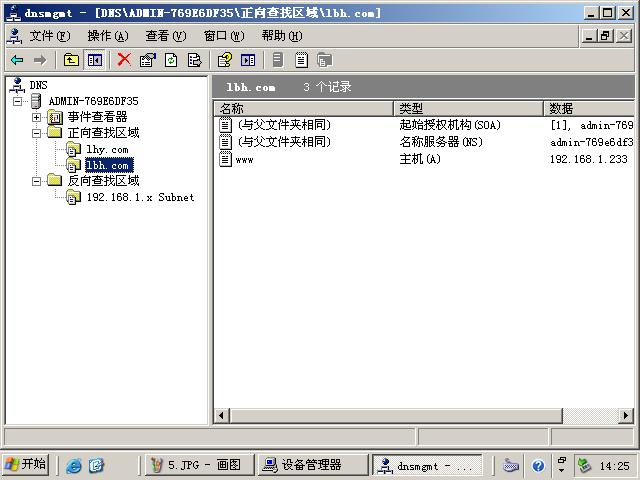 dnsmgmt - [DNS\ADMIN-769E6DF35\正向查找区域\lbh.com]
文件(F) 操作(A) 查看(V) 窗口(W) 帮助(H)
DNS
ADMIN-769E6DF35
事件查看器
正向查找区域
lhy.com
lbh.com
反向查找区域
192.168.1.x Subnet
lbh.com 3 个记录
名称 类型 数据
(与父文件夹相同) 起始授权机构(SOA) [1], admin-769
(与父文件夹相同) 名称服务器(NS) admin-769e6df3
www 主机(A) 192.168.1.233
开始 5.JPG - 画图 设备管理器 dnsmgmt - ... 14:25